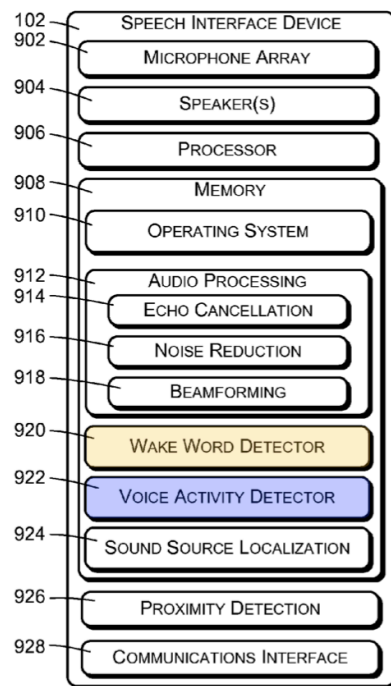 102 SPEECH INTERFACE DEVICE
902 MICROPHONE ARRAY
904 SPEAKER(S)
906 PROCESSOR
908 MEMORY
910 OPERATING SYSTEM
912 AUDIO PROCESSING
914 ECHO CANCELLATION
916 NOISE REDUCTION
918 BEAMFORMING
920 WAKE WORD DETECTOR
922 VOICE ACTIVITY DETECTOR
924 SOUND SOURCE LOCALIZATION
926 PROXIMITY DETECTION
928 COMMUNICATIONS INTERFACE